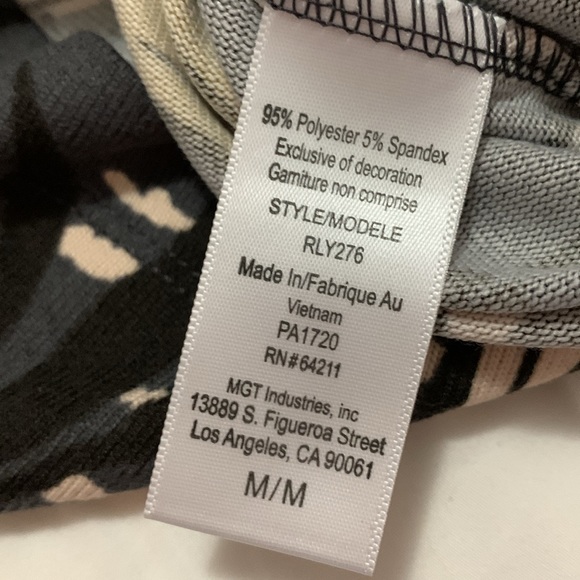 95% Polyester 5% Spandex
Exclusive of decoration
Garniture non comprise
STYLE/MODELE
RLY276
Made In/Fabrique Au
Vietnam
PA1720
RN#64211
MGT Industries, inc
13889 S. Figueroa Street
Los Angeles, CA 90061
M/M